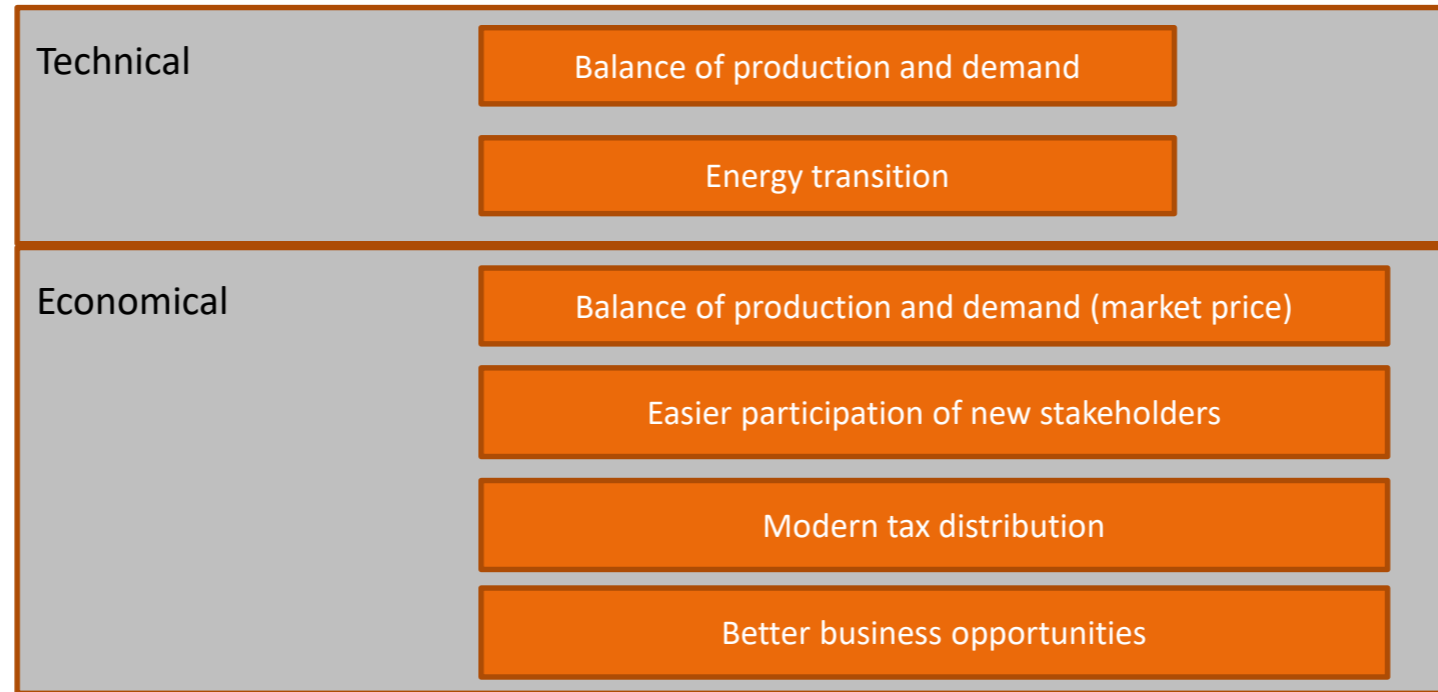 Technical
Balance of production and demand
Energy transition
Economical
Balance of production and demand (market price)
Easier participation of new stakeholders
Modern tax distribution
Better business opportunities